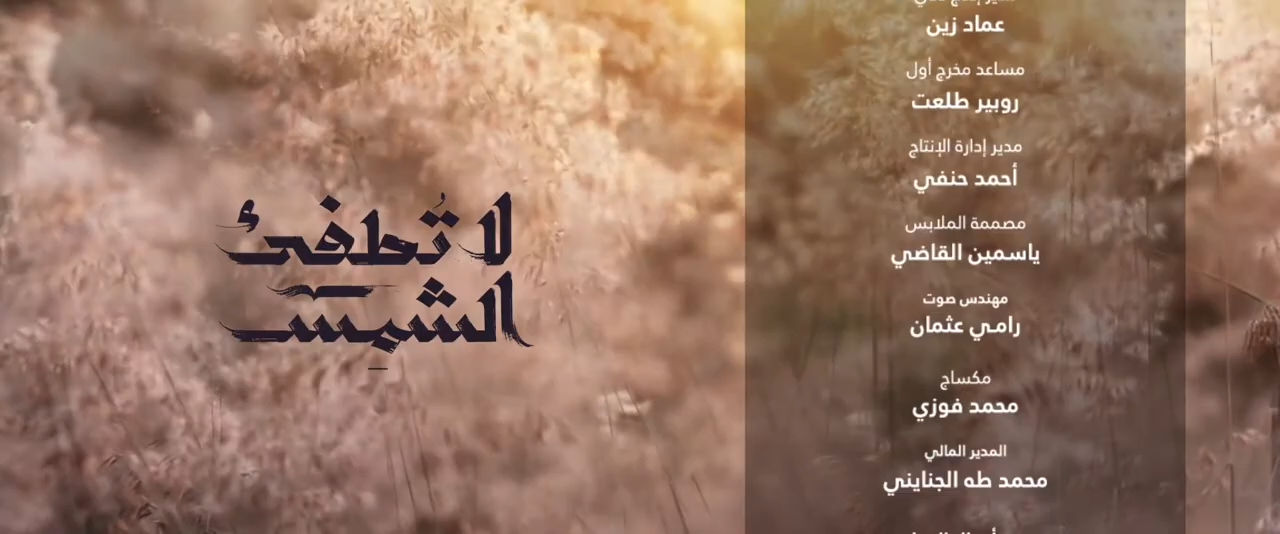 لا تُطفئ
الشمس
عماد زين
مساعد مخرج أول
روبير طلعت
مدير إدارة الإنتاج
أحمد حنفي
مصممة الملابس
ياسمين القاضي
مهندس صوت
رامي عثمان
مكساج
محمد فوزي
المدير المالي
محمد طه الجنايني